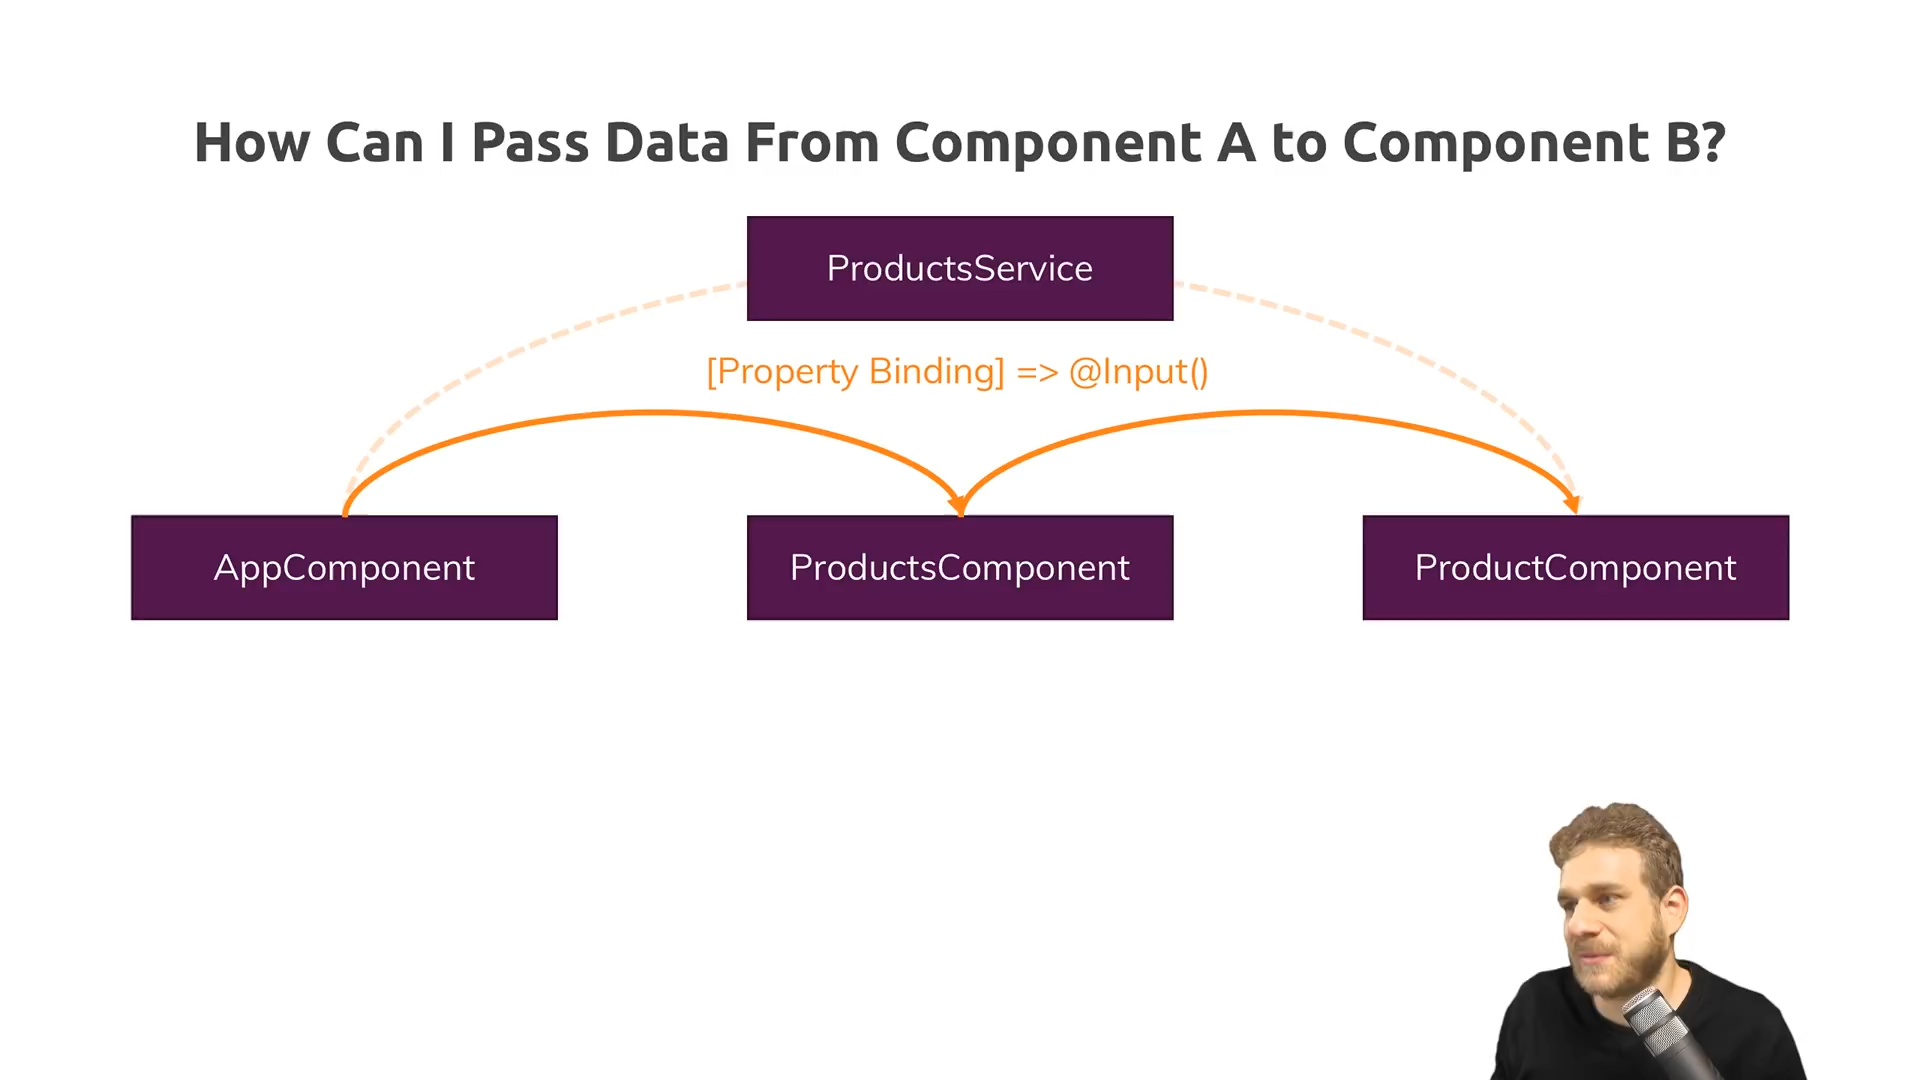 How Can I Pass Data From Component A to Component B?
ProductsService
[Property Binding] => @Input()
AppComponent
ProductsComponent
ProductComponent